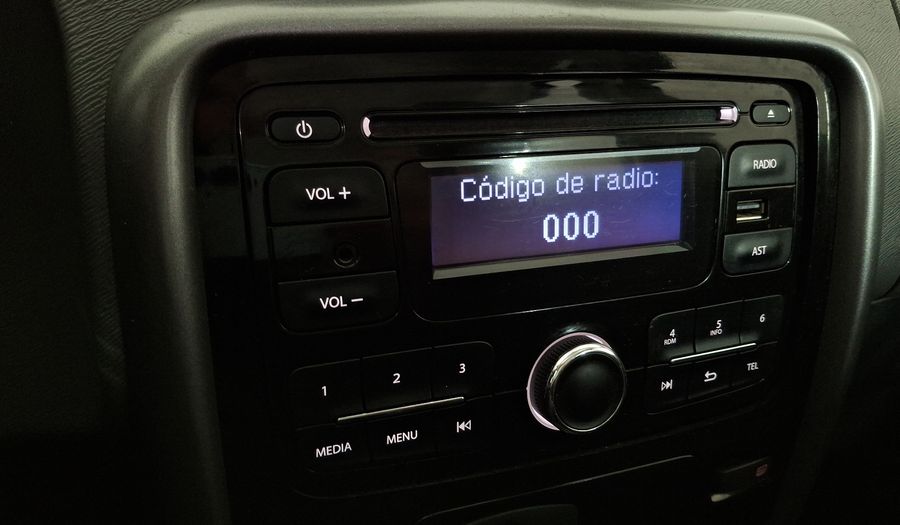 Código de radio:
000
RADIO
VOL +
AST
VOL −
1
2
3
4
RDM
5
INFO
6
MEDIA
MENU
TEL